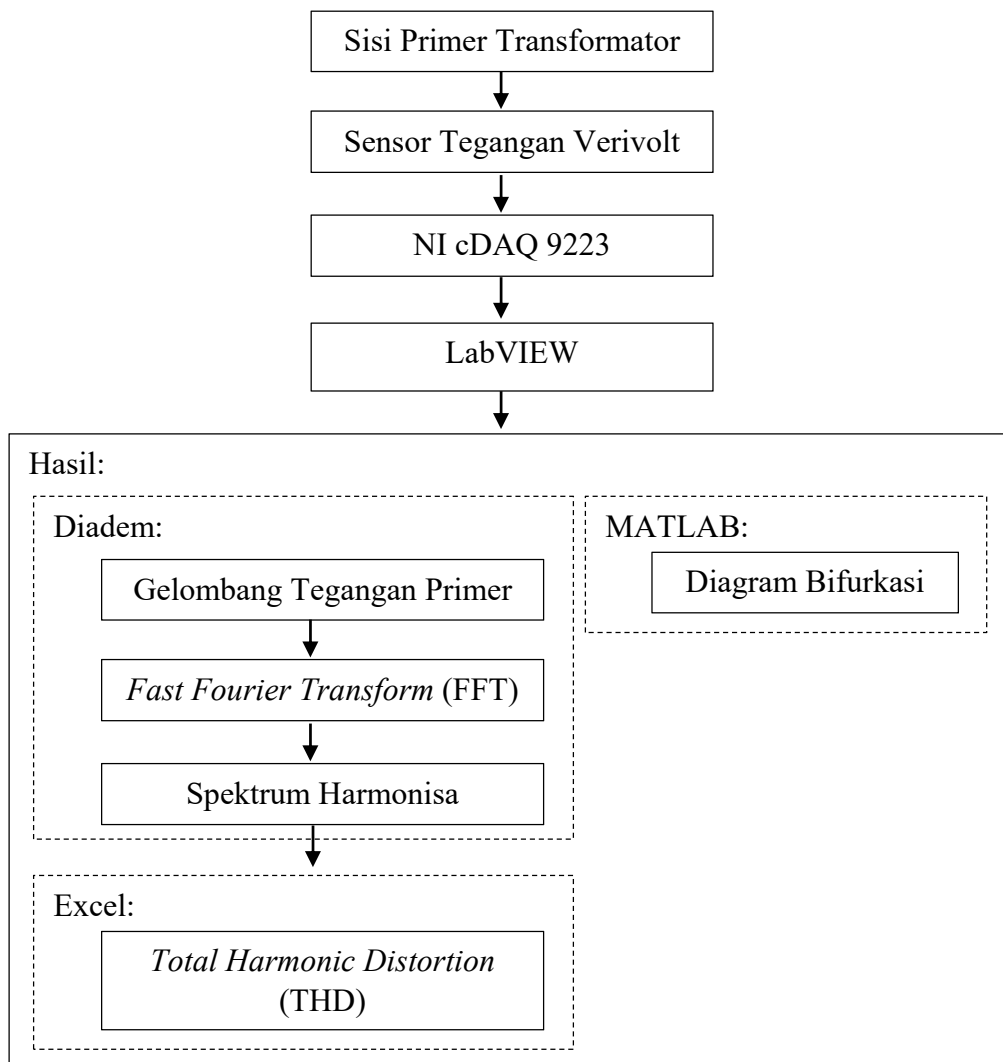 Sisi Primer Transformator
Sensor Tegangan Verivolt
NI cDAQ 9223
LabVIEW
Hasil:
Diadem:
Gelombang Tegangan Primer
Fast Fourier Transform (FFT)
Spektrum Harmonisa
MATLAB:
Diagram Bifurkasi
Excel:
Total Harmonic Distortion
(THD)